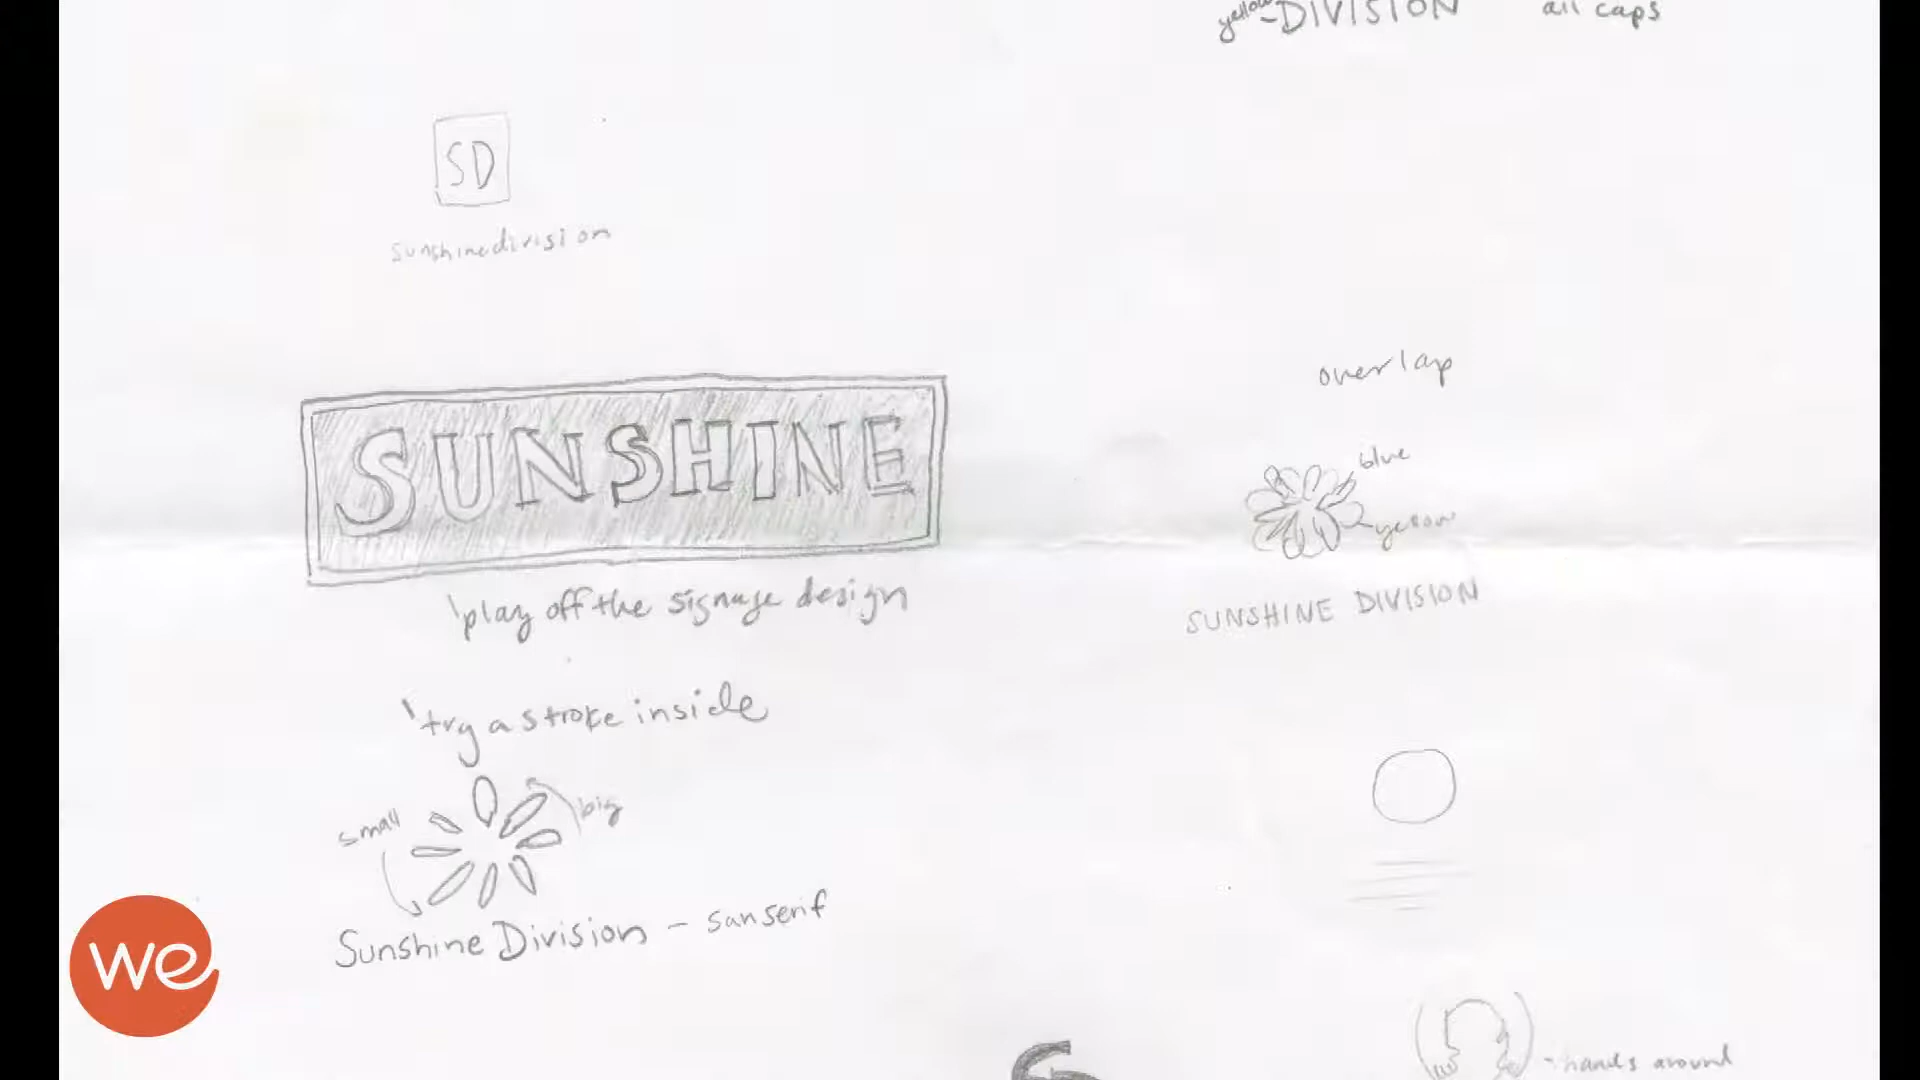 yellow
-DIVISION
all caps
SD
sunshinedivision
overlap
SUNSHINE
blue
yellow
play off the signage design
SUNSHINE DIVISION
try a stroke inside
small
big
Sunshine Division - sanserif
we
-hands around